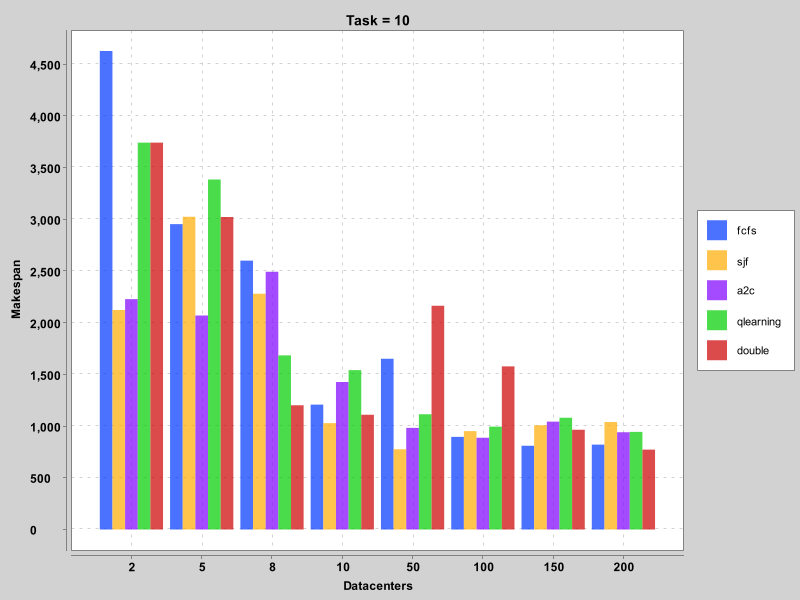 Task = 10
4,500
4,000
3,500
3,000
2,500
2,000
1,500
1,000
500
0
Makespan
2 5 8 10 50 100 150 200
Datacenters
fcfs
sjf
a2c
qlearning
double